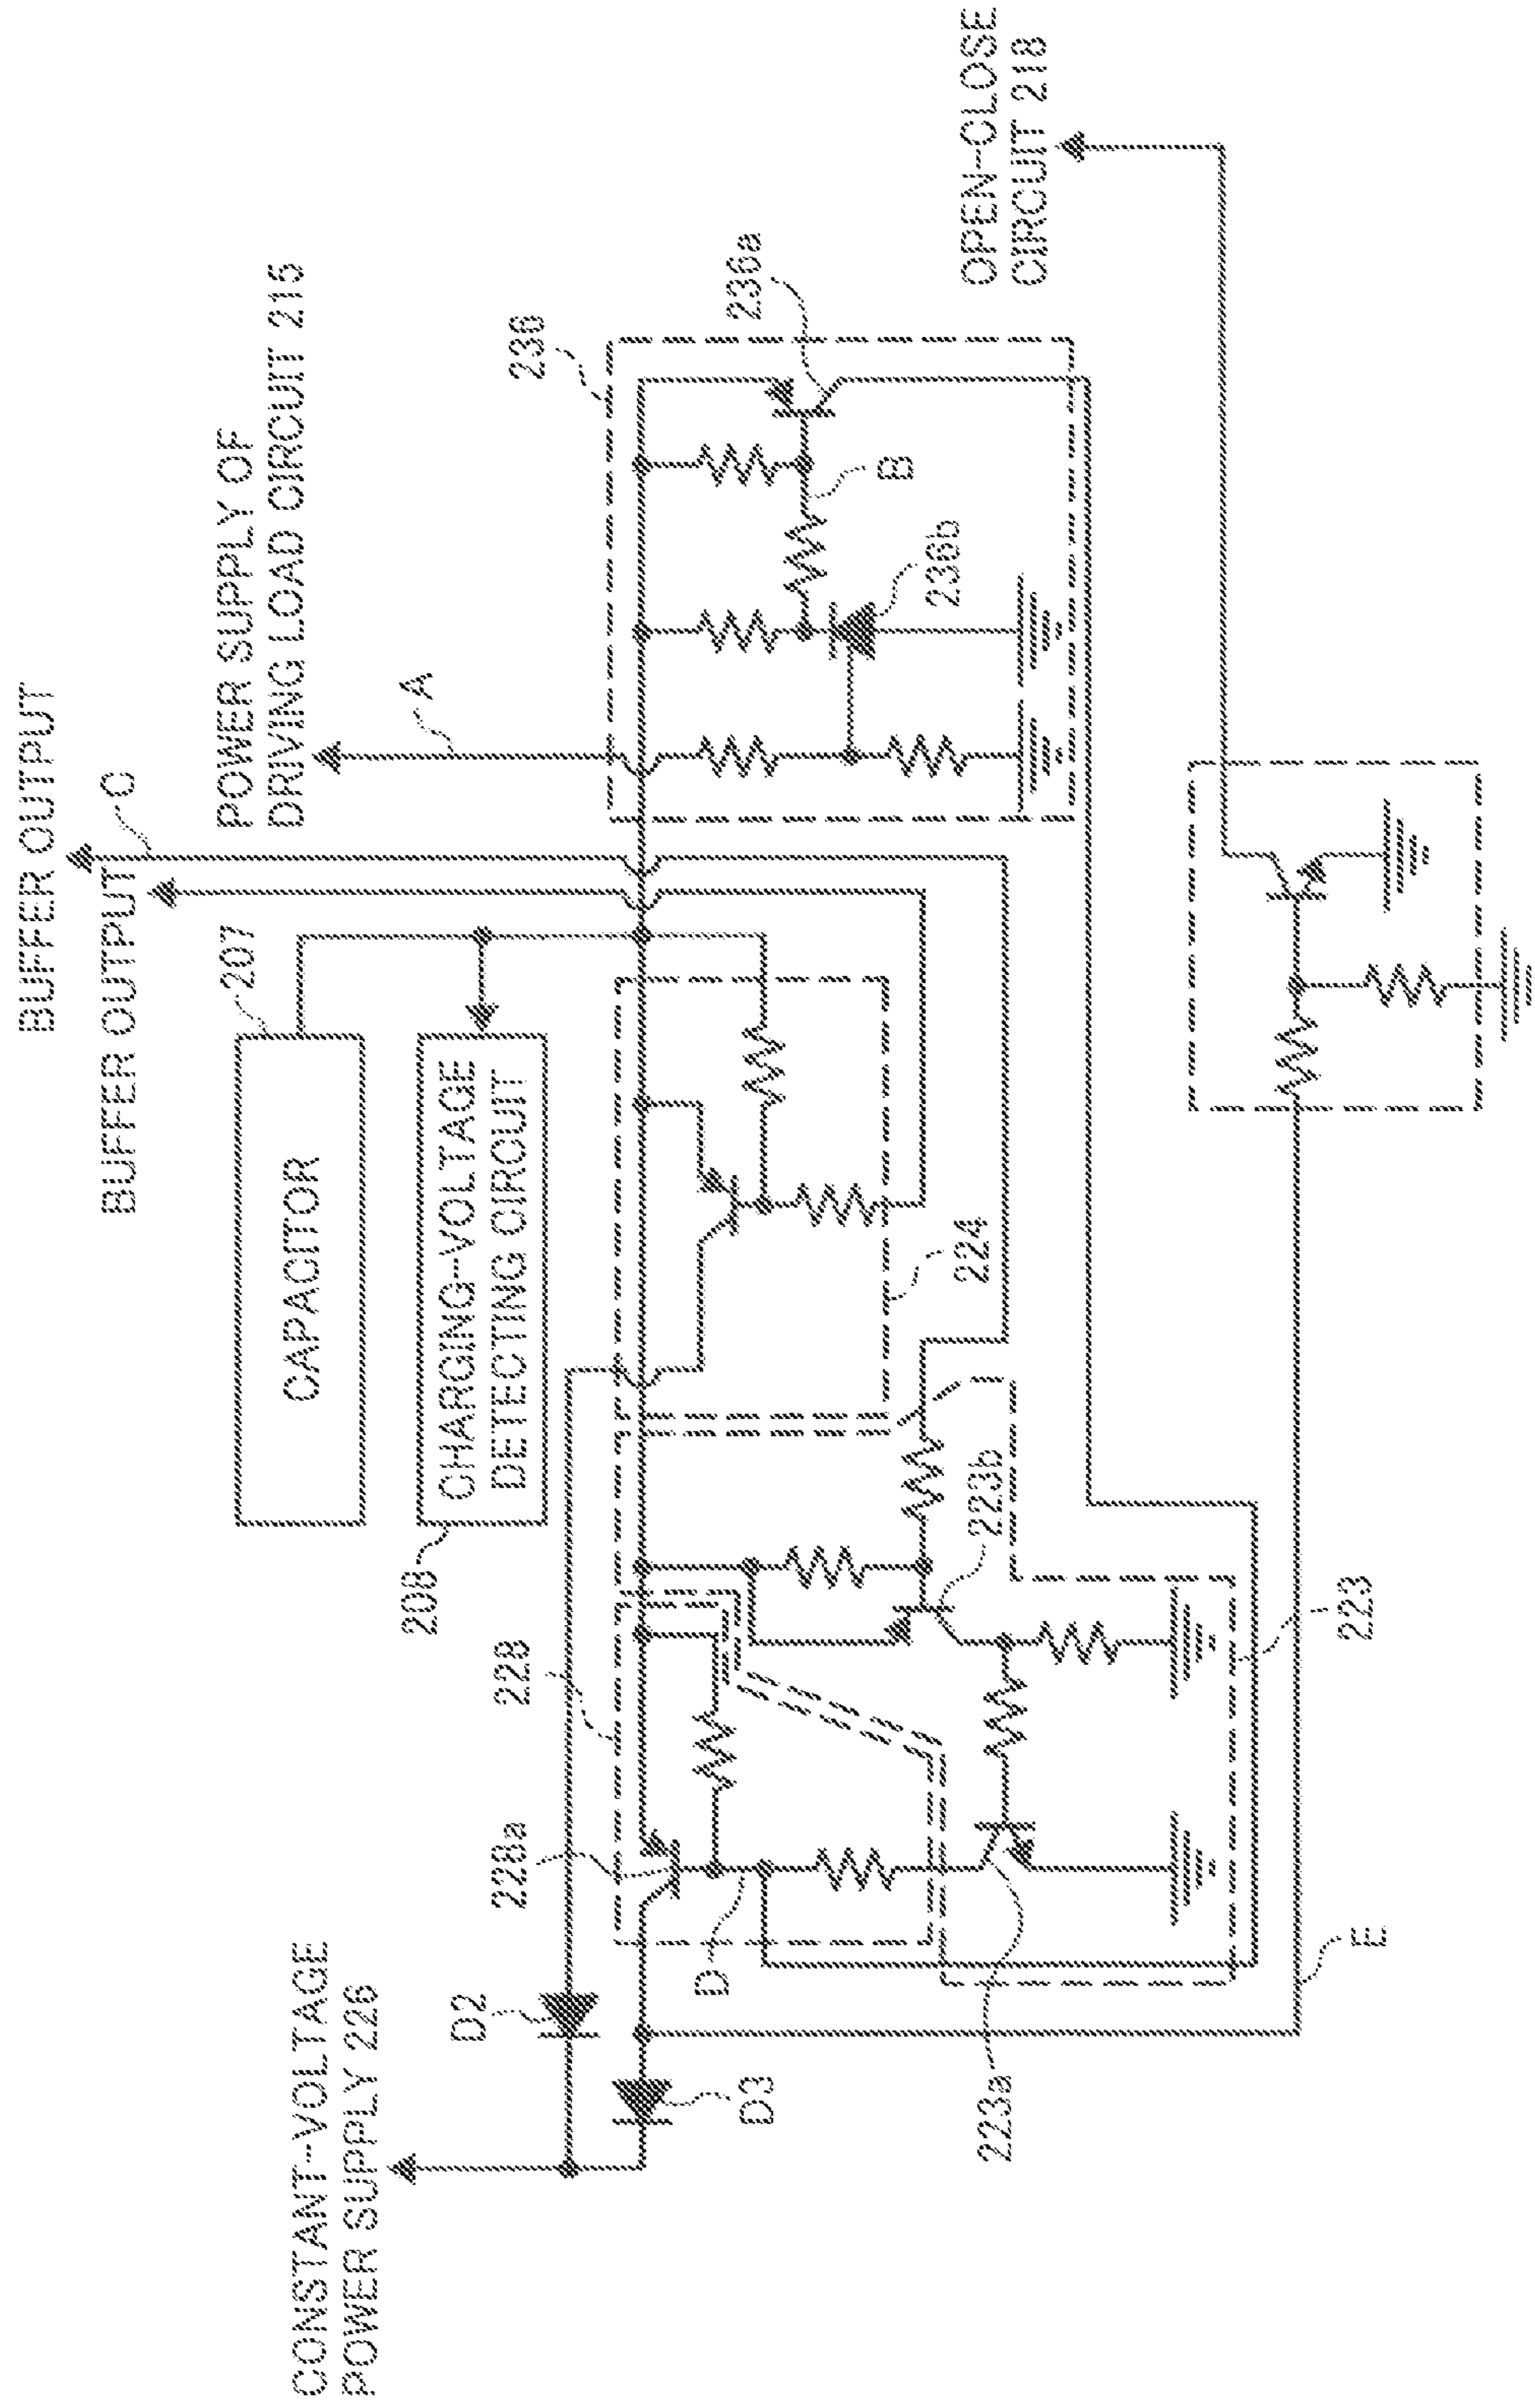 BUFFER OUTPUT
C
BUFFER OUTPUT
POWER SUPPLY OF
DRIVING LOAD CIRCUIT 215
A
CONSTANT-VOLTAGE
POWER SUPPLY 226
207
CAPACITOR
208
CHARGING-VOLTAGE
DETECTING CIRCUIT
D2
228
236
228a
236a
D
D3
B
236b
224
223b
223a
OPEN-CLOSE
CIRCUIT 218
223
E